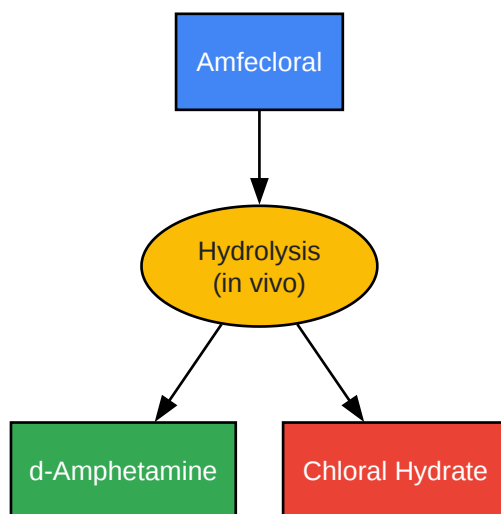 Amfecloral
Hydrolysis
(in vivo)
d-Amphetamine
Chloral Hydrate